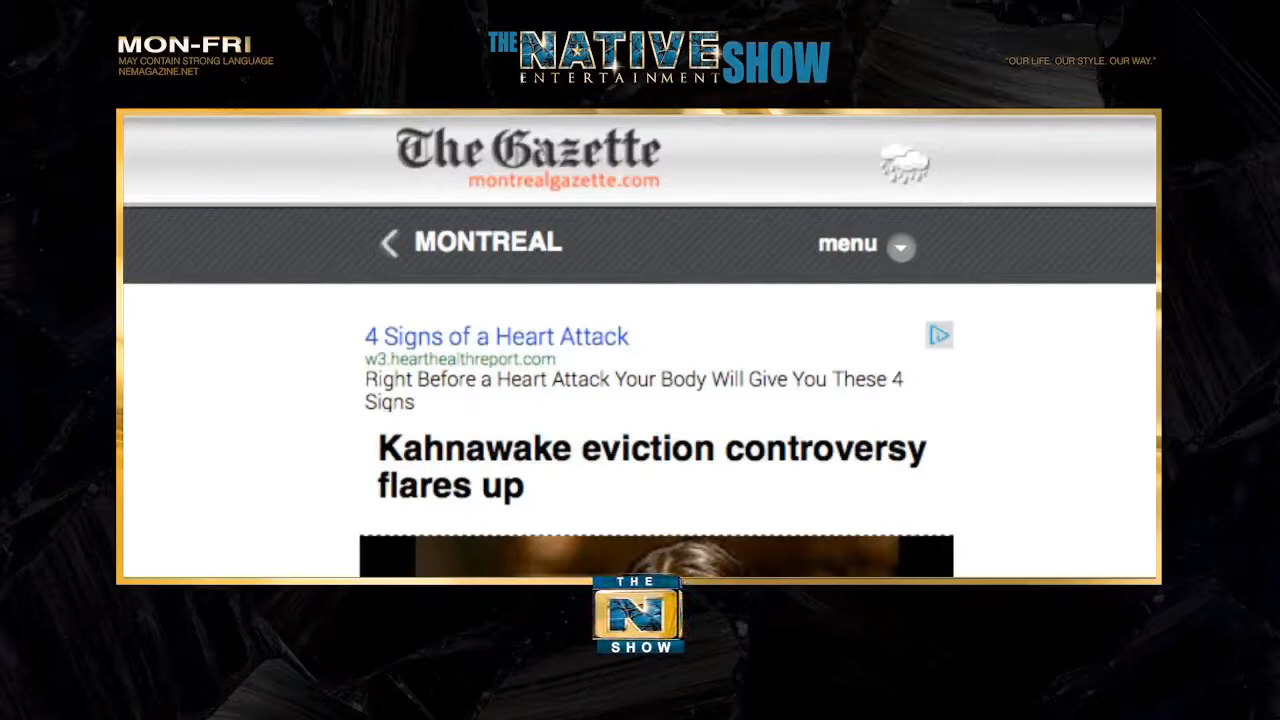 MON-FRI
MAY CONTAIN STRONG LANGUAGE
NEMAGAZINE.NET
THE NATIVE SHOW
ENTERTAINMENT
"OUR LIFE. OUR STYLE. OUR WAY."
The Gazette
montrealgazette.com
MONTREAL
menu
4 Signs of a Heart Attack
w3.hearthealthreport.com
Right Before a Heart Attack Your Body Will Give You These 4
Signs
Kahnawake eviction controversy
flares up
THE
N
SHOW